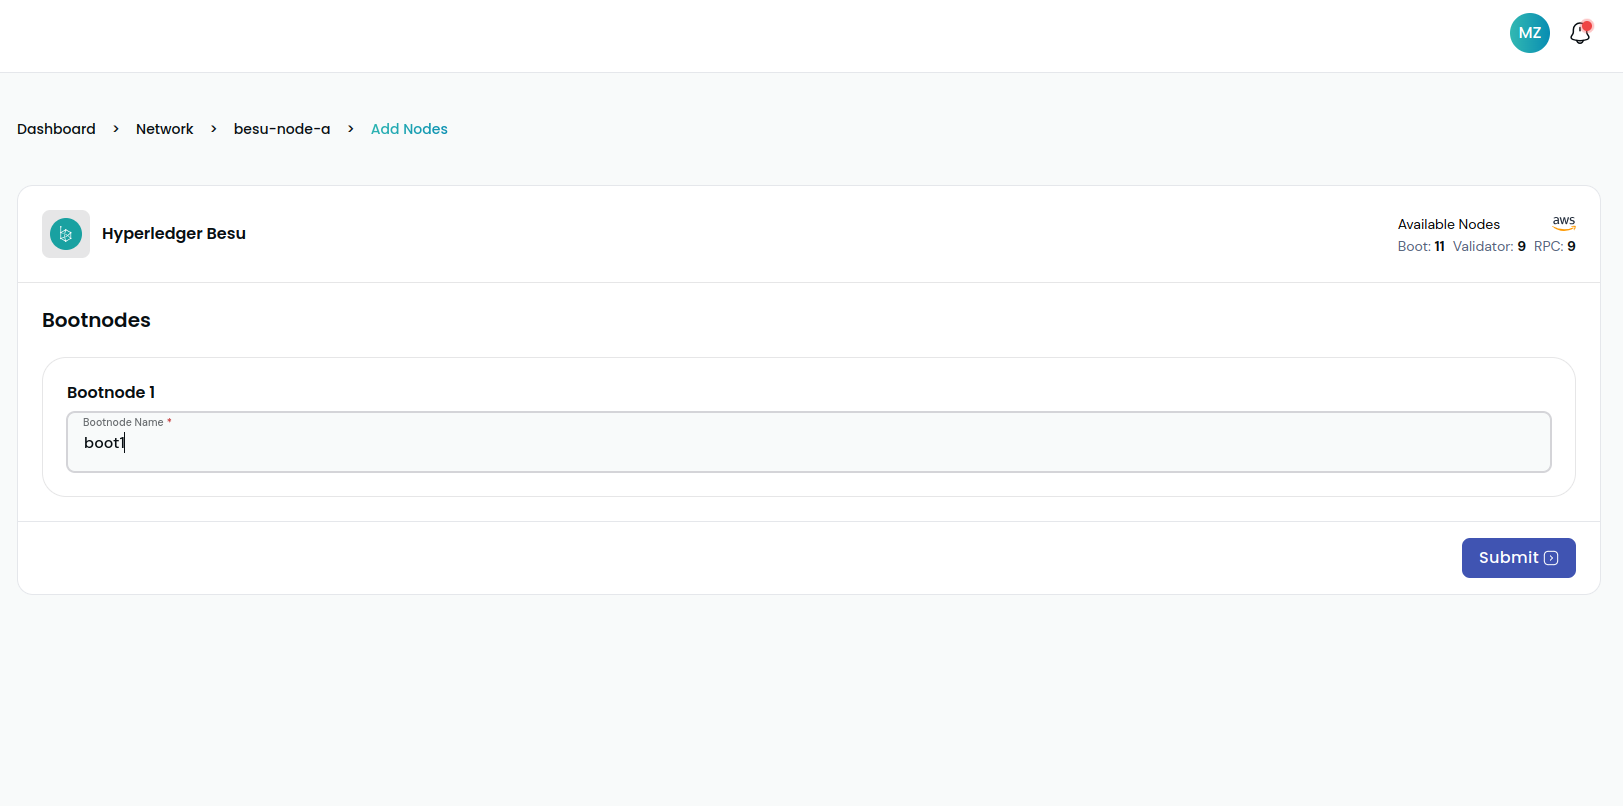 MZ
Dashboard > Network > besu-node-a > Add Nodes
Hyperledger Besu
Available Nodes aws
Boot: 11 Validator: 9 RPC: 9
Bootnodes
Bootnode 1
Bootnode Name *
boot1
Submit